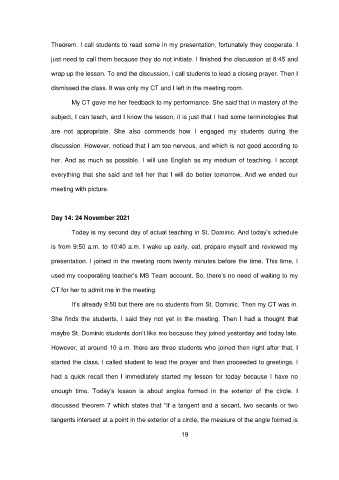 Theorem. I call students to read some in my presentation, fortunately they cooperate. I
just need to call them because they do not initiate. I finished the discussion at 8:45 and
wrap up the lesson. To end the discussion, I call students to lead a closing prayer. Then I
dismissed the class. It was only my CT and I left in the meeting room.
My CT gave me her feedback to my performance. She said that in mastery of the
subject, I can teach, and I know the lesson, it is just that I had some terminologies that
are not appropriate. She also commends how I engaged my students during the
discussion. However, noticed that I am too nervous, and which is not good according to
her. And as much as possible, I will use English as my medium of teaching. I accept
everything that she said and tell her that I will do better tomorrow. And we ended our
meeting with picture.
Day 14: 24 November 2021
Today is my second day of actual teaching in St. Dominic. And today's schedule
is from 9:50 a.m. to 10:40 a.m. I wake up early, eat, prepare myself and reviewed my
presentation. I joined in the meeting room twenty minutes before the time. This time, I
used my cooperating teacher's MS Team account. So, there's no need of waiting to my
CT for her to admit me in the meeting.
It's already 9:50 but there are no students from St. Dominic. Then my CT was in.
She finds the students, I said they not yet in the meeting. Then I had a thought that
maybe St. Dominic students don't like me because they joined yesterday and today late.
However, at around 10 a.m. there are three students who joined then right after that, I
started the class. I called student to lead the prayer and then proceeded to greetings. I
had a quick recall then I immediately started my lesson for today because I have no
enough time. Today's lesson is about angles formed in the exterior of the circle. I
discussed theorem 7 which states that "If a tangent and a secant, two secants or two
tangents intersect at a point in the exterior of a circle, the measure of the angle formed is
19